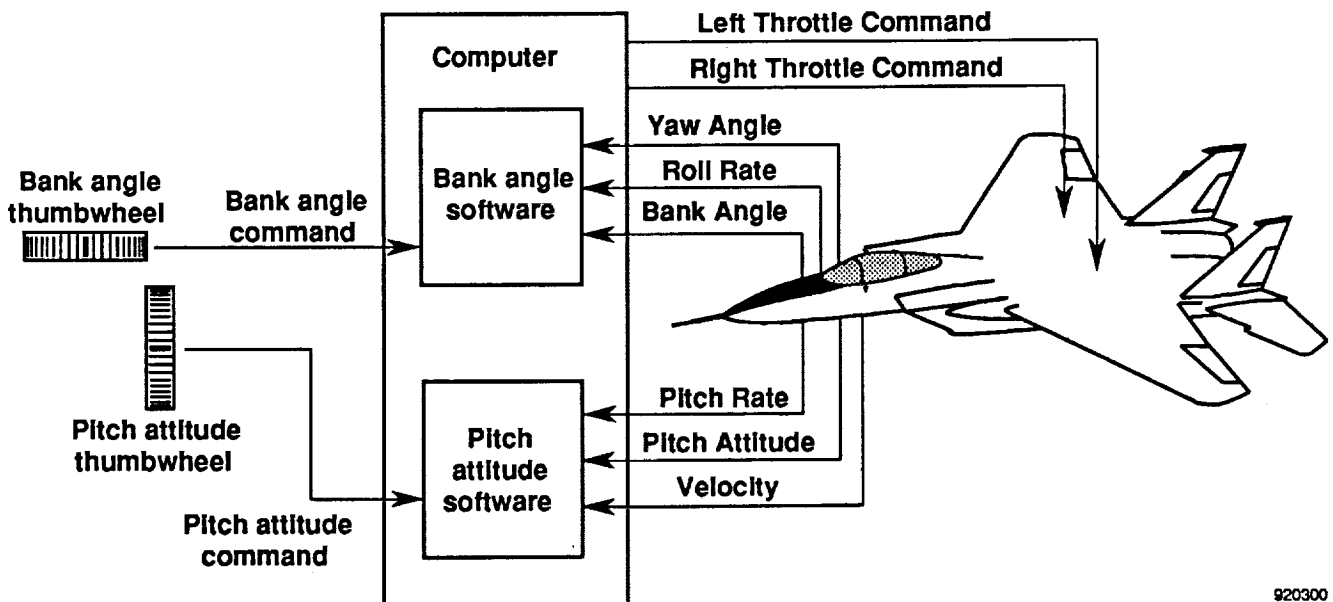 Left Throttle Command
Computer
Right Throttle Command
Yaw Angle
Bank angle
thumbwheel
Bank angle
command
Bank angle
software
Roll Rate
Bank Angle
Pitch attitude
thumbwheel
Pitch attitude
command
Pitch
attitude
software
Pitch Rate
Pitch Attitude
Velocity
920300